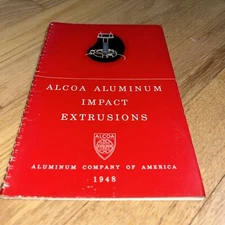 ALCOA ALUMINUM
IMPACT
EXTRUSIONS
ALCOA
ALUMINUM COMPANY OF AMERICA
1948